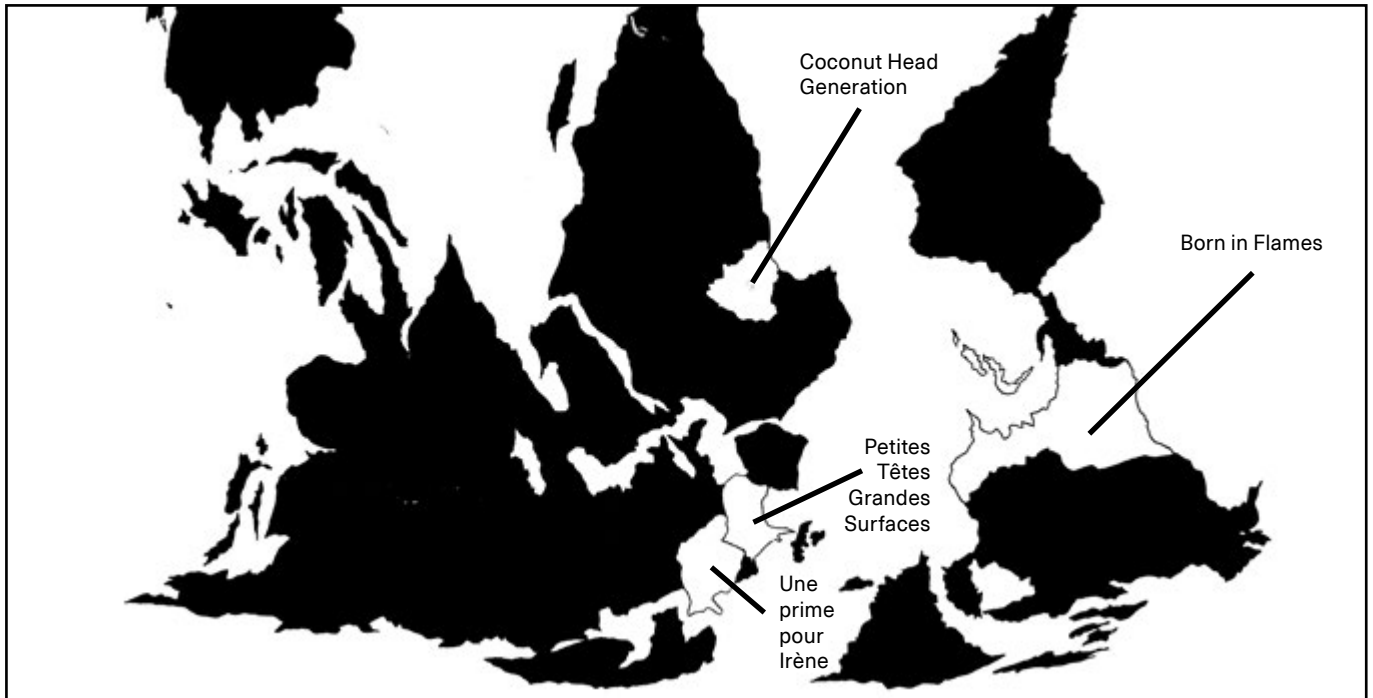 Coconut Head
Generation
Born in Flames
Petites
Têtes
Grandes
Surfaces
Une
prime
pour
Irène